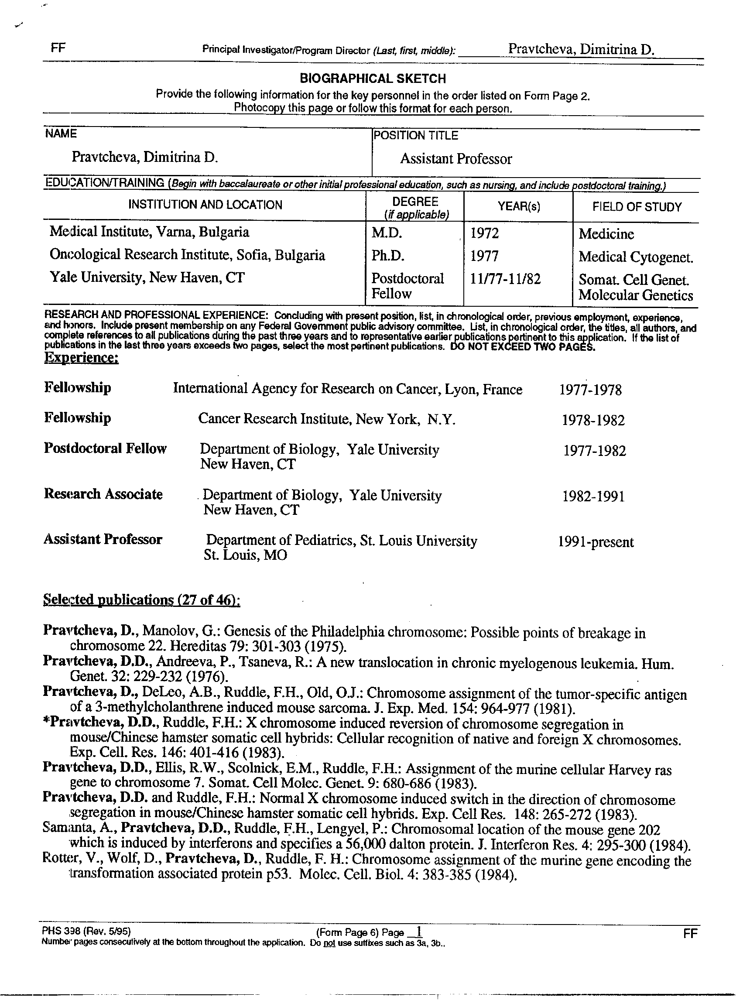 FF Principal Investigator/Program Director (Last, first, middle): Pravtcheva, Dimitrina D.
BIOGRAPHICAL SKETCH
Provide the following information for the key personnel in the order listed on Form Page 2.
Photocopy this page or follow this format for each person.
NAME POSITION TITLE
Pravtcheva, Dimitrina D. Assistant Professor
EDUCATION/TRAINING (Begin with baccalaureate or other initial professional education, such as nursing, and include postdoctoral training.)
INSTITUTION AND LOCATION DEGREE (if applicable) YEAR(s) FIELD OF STUDY
Medical Institute, Varna, Bulgaria M.D. 1972 Medicine
Oncological Research Institute, Sofia, Bulgaria Ph.D. 1977 Medical Cytogenet.
Yale University, New Haven, CT Postdoctoral 11/77-11/82 Somat. Cell Genet.
Fellow Molecular Genetics
RESEARCH AND PROFESSIONAL EXPERIENCE: Concluding with present position, list, in chronological order, previous employment, experience,
and honors. Include present membership on any Federal Government public advisory committee. List, in chronological order, the titles, all authors, and
complete references to all publications during the past three years and to representative earlier publications pertinent to this application. If the list of
publications in the last three years exceeds two pages, select the most pertinent publications. DO NOT EXCEED TWO PAGES.
Experience:
Fellowship International Agency for Research on Cancer, Lyon, France 1977-1978
Fellowship Cancer Research Institute, New York, N.Y. 1978-1982
Postdoctoral Fellow Department of Biology, Yale University 1977-1982
New Haven, CT
Research Associate Department of Biology, Yale University 1982-1991
New Haven, CT
Assistant Professor Department of Pediatrics, St. Louis University 1991-present
St. Louis, MO
Selected publications (27 of 46):
Pravtcheva, D., Manolov, G.: Genesis of the Philadelphia chromosome: Possible points of breakage in
chromosome 22. Hereditas 79: 301-303 (1975).
Pravtcheva, D.D., Andreeva, P., Tsaneva, R.: A new translocation in chronic myelogenous leukemia. Hum.
Genet. 32: 229-232 (1976).
Pravtcheva, D., DeLeo, A.B., Ruddle, F.H., Old, O.J.: Chromosome assignment of the tumor-specific antigen
of a 3-methylcholanthrene induced mouse sarcoma. J. Exp. Med. 154: 964-977 (1981).
*Pravtcheva, D.D., Ruddle, F.H.: X chromosome induced reversion of chromosome segregation in
mouse/Chinese hamster somatic cell hybrids: Cellular recognition of native and foreign X chromosomes.
Exp. Cell. Res. 146: 401-416 (1983).
Pravtcheva, D.D., Ellis, R.W., Scolnick, E.M., Ruddle, F.H.: Assignment of the murine cellular Harvey ras
gene to chromosome 7. Somat. Cell Molec. Genet. 9: 680-686 (1983).
Pravtcheva, D.D. and Ruddle, F.H.: Normal X chromosome induced switch in the direction of chromosome
segregation in mouse/Chinese hamster somatic cell hybrids. Exp. Cell Res. 148: 265-272 (1983).
Samanta, A., Pravtcheva, D.D., Ruddle, F.H., Lengyel, P.: Chromosomal location of the mouse gene 202
which is induced by interferons and specifies a 56,000 dalton protein. J. Interferon Res. 4: 295-300 (1984).
Rotter, V., Wolf, D., Pravtcheva, D., Ruddle, F. H.: Chromosome assignment of the murine gene encoding the
transformation associated protein p53. Molec. Cell. Biol. 4: 383-385 (1984).
PHS 398 (Rev. 5/95) (Form Page 6) Page 1 FF
Number pages consecutively at the bottom throughout the application. Do not use suffixes such as 3a, 3b..